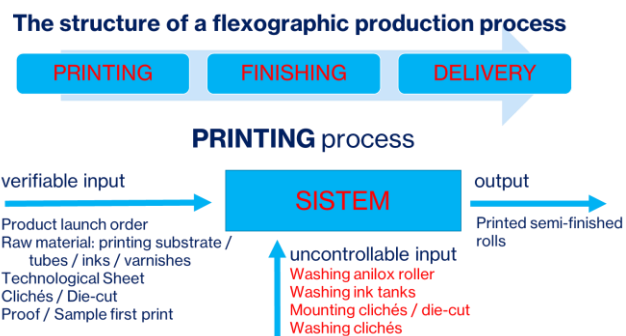 The structure of a flexographic production process
PRINTING
FINISHING
DELIVERY
PRINTING process
verifiable input
SISTEM
output
Product launch order
Raw material: printing substrate /
tubes / inks / varnishes
Technological Sheet
Clichés / Die-cut
Proof / Sample first print
Printed semi-finished
rolls
uncontrollable input
Washing anilox roller
Washing ink tanks
Mounting clichés / die-cut
Washing clichés